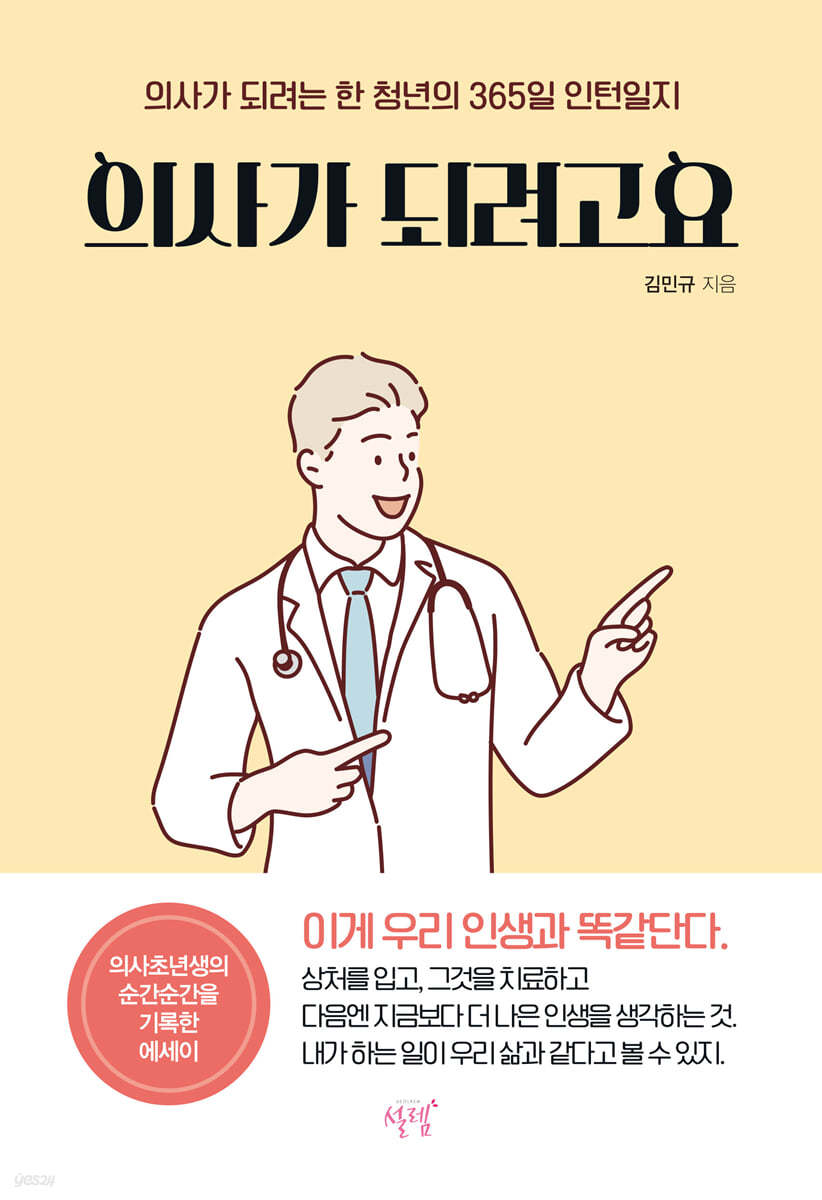 의사가 되려는 한 청년의 365일 인턴일지
의사가 되려고요
김민규 지음
의사초년생의
순간순간을
기록한
에세이
이게 우리 인생과 똑같단다.
상처를 입고, 그것을 치료하고
다음엔 지금보다 더 나은 인생을 생각하는 것.
내가 하는 일이 우리 삶과 같다고 볼 수 있지.
설렘
yes24